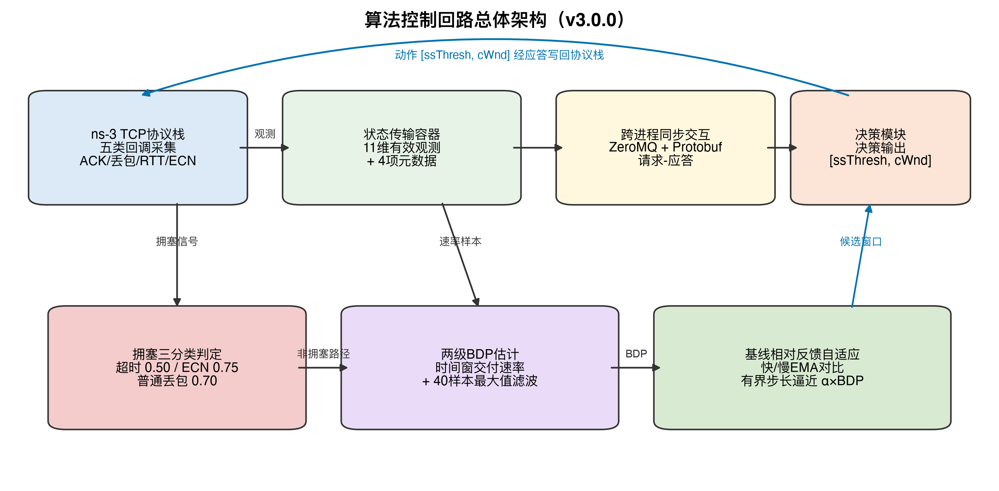 算法控制回路总体架构（v3.0.0）
动作 [ssThresh, cWnd] 经应答写回协议栈
ns-3 TCP协议栈
五类回调采集
ACK/丢包/RTT/ECN
观测
状态传输容器
11维有效观测
+ 4项元数据
跨进程同步交互
ZeroMQ + Protobuf
请求-应答
决策模块
决策输出
[ssThresh, cWnd]
拥塞信号
速率样本
候选窗口
拥塞三分类判定
超时 0.50 / ECN 0.75
普通丢包 0.70
非拥塞路径
两级BDP估计
时间窗交付速率
+ 40样本最大值滤波
BDP
基线相对反馈自适应
快/慢EMA对比
有界步长逼近 α×BDP